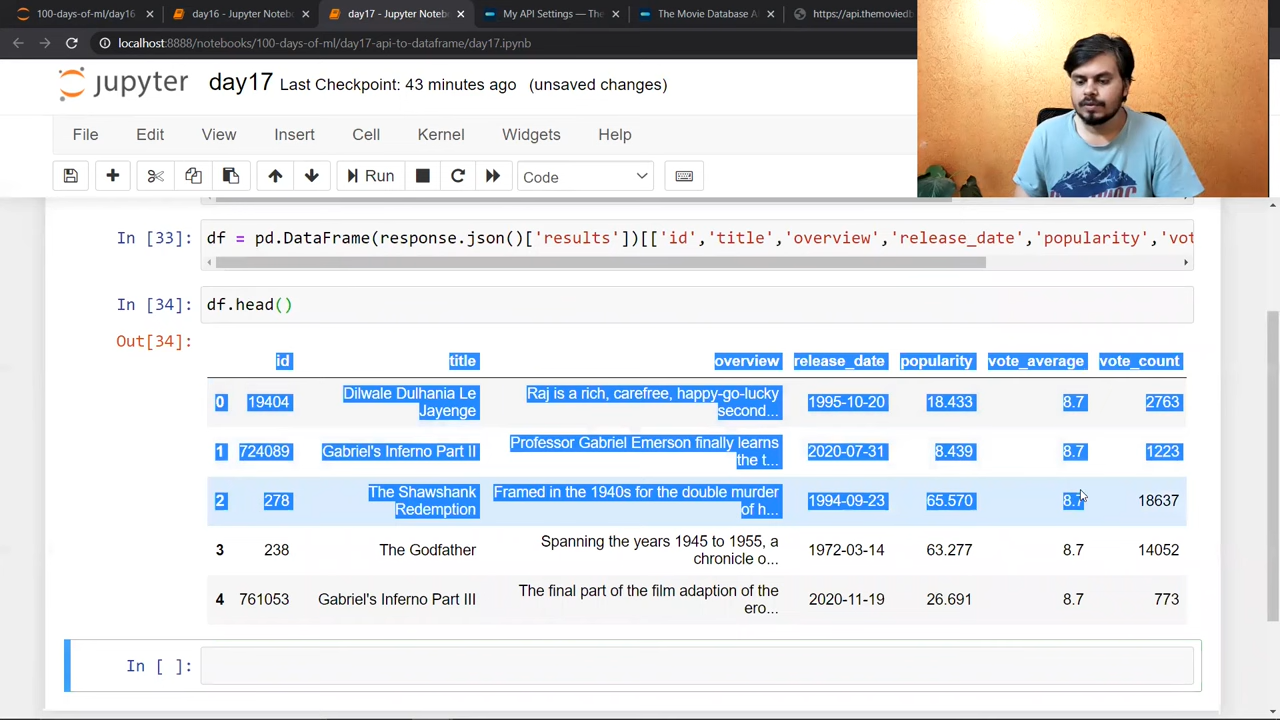 100-days-of-ml/day16
day16 - Jupyter Notebook
day17 - Jupyter Notebook
My API Settings — The
The Movie Database A
https://api.themoviedb
localhost:8888/notebooks/100-days-of-ml/day17-api-to-dataframe/day17.ipynb
jupyter day17 Last Checkpoint: 43 minutes ago (unsaved changes)
File Edit View Insert Cell Kernel Widgets Help
Run Code
In [33]: df = pd.DataFrame(response.json()['results'])[['id','title','overview','release_date','popularity','vot
In [34]: df.head()
Out[34]:
id title overview release_date popularity vote_average vote_count
0 19404 Dilwale Dulhania Le Jayenge Raj is a rich, carefree, happy-go-lucky second... 1995-10-20 18.433 8.7 2763
1 724089 Gabriel's Inferno Part II Professor Gabriel Emerson finally learns the t... 2020-07-31 8.439 8.7 1223
2 278 The Shawshank Redemption Framed in the 1940s for the double murder of h... 1994-09-23 65.570 8.7 18637
3 238 The Godfather Spanning the years 1945 to 1955, a chronicle o... 1972-03-14 63.277 8.7 14052
4 761053 Gabriel's Inferno Part III The final part of the film adaption of the ero... 2020-11-19 26.691 8.7 773
In [ ]: